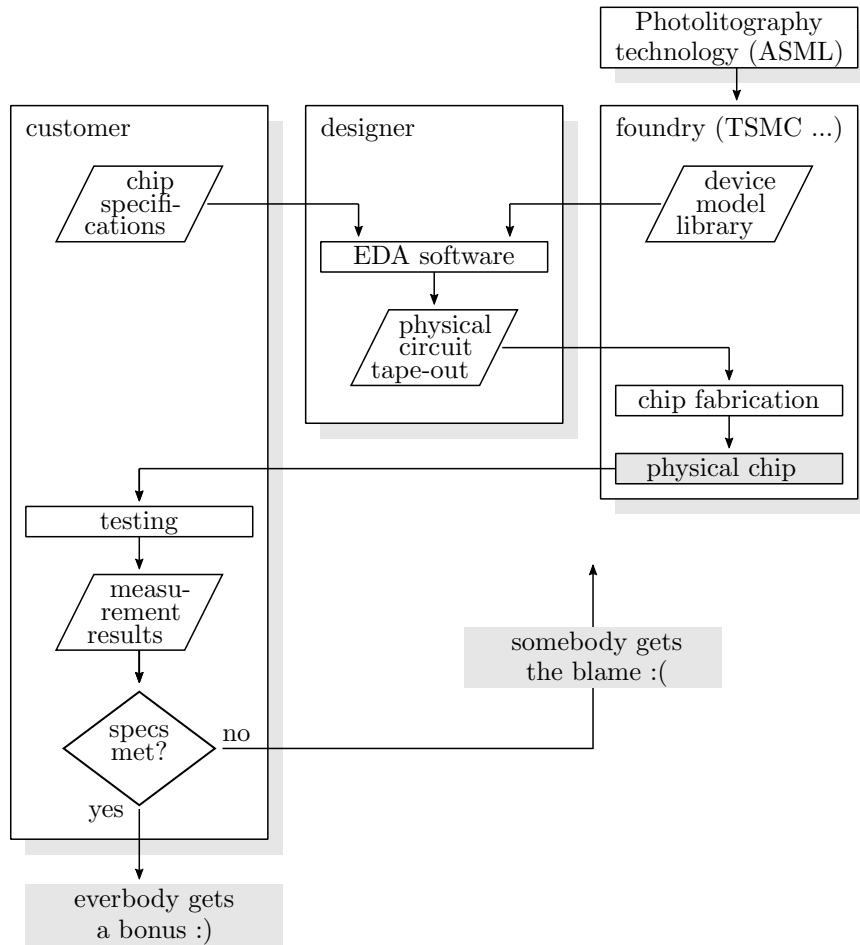 Photolitography
technology (ASML)
customer
designer
foundry (TSMC ...)
chip
specifi-
cations
device
model
library
EDA software
physical
circuit
tape-out
chip fabrication
physical chip
testing
measu-
rement
results
somebody gets
the blame :(
specs
met?
no
yes
everbody gets
a bonus :)